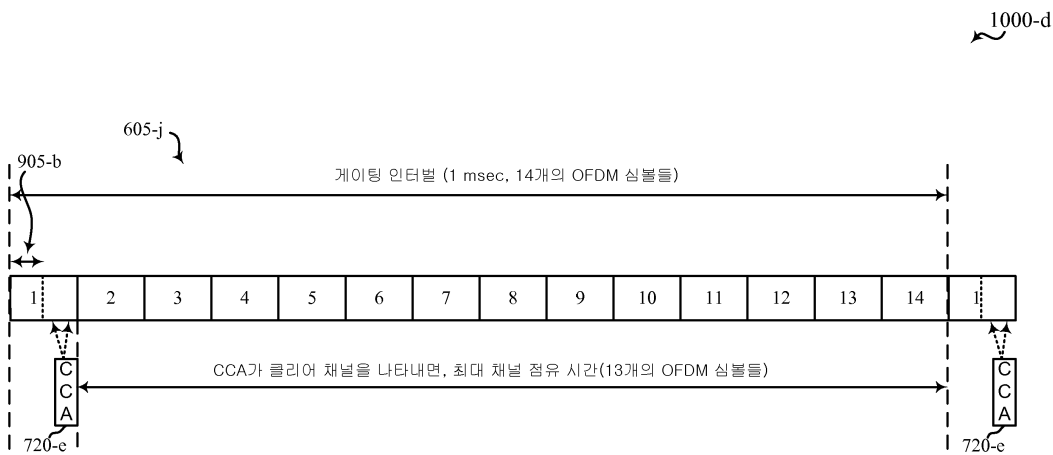 1000-d
605-j
905-b
게이팅 인터벌 (1 msec, 14개의 OFDM 심볼들)
1 2 3 4 5 6 7 8 9 10 11 12 13 14 1
CCA가 클리어 채널을 나타내면, 최대 채널 점유 시간(13개의 OFDM 심볼들)
CCA
CCA
720-e
720-e